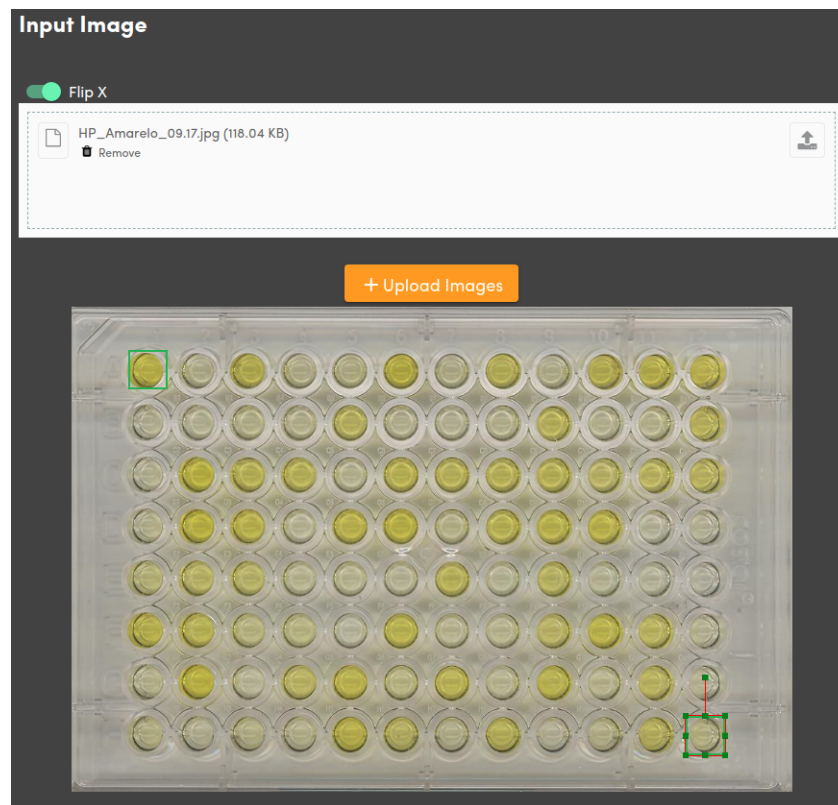 Input Image
Flip X
HP_Amarelo_09.17.jpg (118.04 KB)
Remove
+ Upload Images